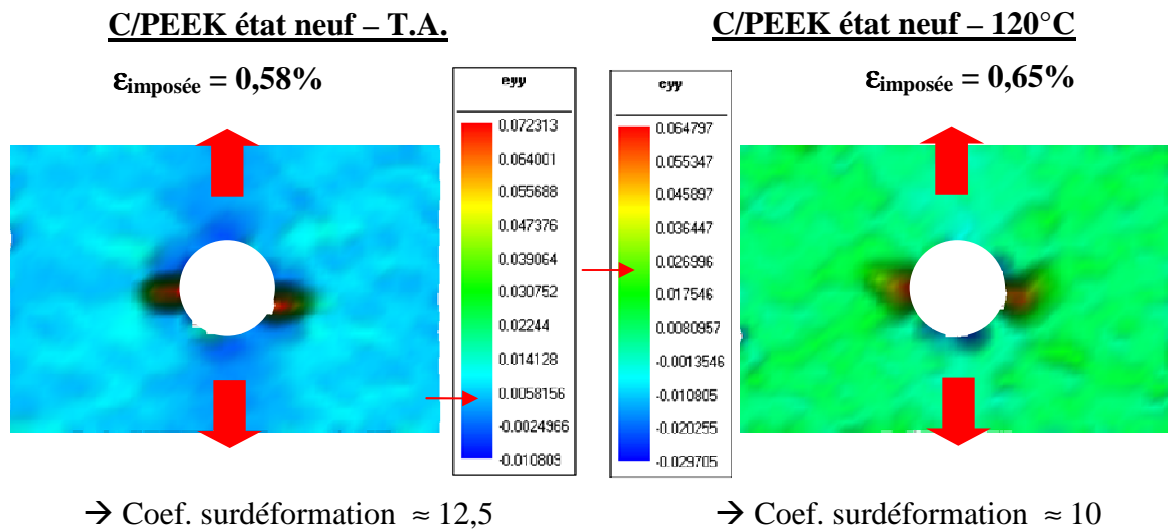 C/PEEK état neuf – T.A.
C/PEEK état neuf – 120°C
εimposée = 0,58%
εimposée = 0,65%
eyy
0.072313
0.064001
0.055688
0.047376
0.039064
0.030752
0.02244
0.014128
0.0058156
-0.0024966
-0.010809
eyy
0.064797
0.055347
0.045897
0.036447
0.026996
0.017546
0.0080957
-0.0013546
-0.010805
-0.020255
-0.029705
→ Coef. surdéformation ≈ 12,5
→ Coef. surdéformation ≈ 10